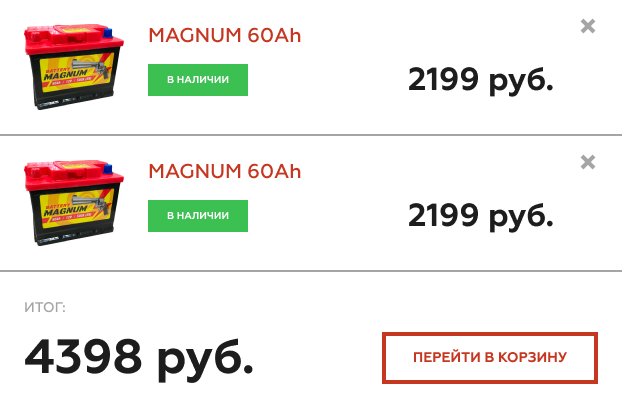 MAGNUM 60Ah
BATTERY
MAGNUM
В НАЛИЧИИ
2199 руб.
MAGNUM 60Ah
BATTERY
MAGNUM
В НАЛИЧИИ
2199 руб.
ИТОГ:
4398 руб.
ПЕРЕЙТИ В КОРЗИНУ